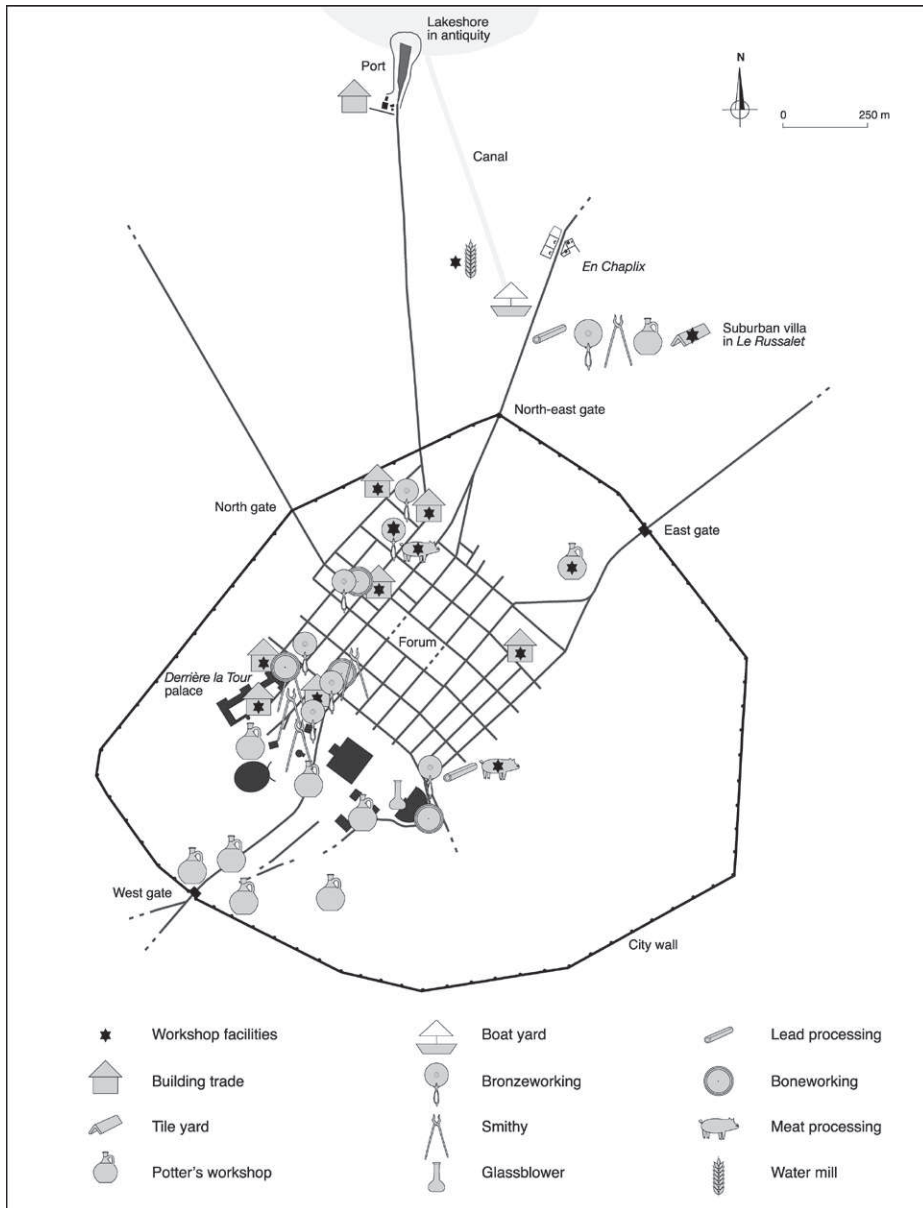 Lakeshore
in antiquity
Port
N
0 250 m
Canal
En Chaplix
Suburban villa
in Le Russalet
North-east gate
North gate
East gate
Forum
Derrière la Tour
palace
West gate
City wall
Workshop facilities
Boat yard
Lead processing
Building trade
Bronzeworking
Boneworking
Tile yard
Smithy
Meat processing
Potter's workshop
Glassblower
Water mill